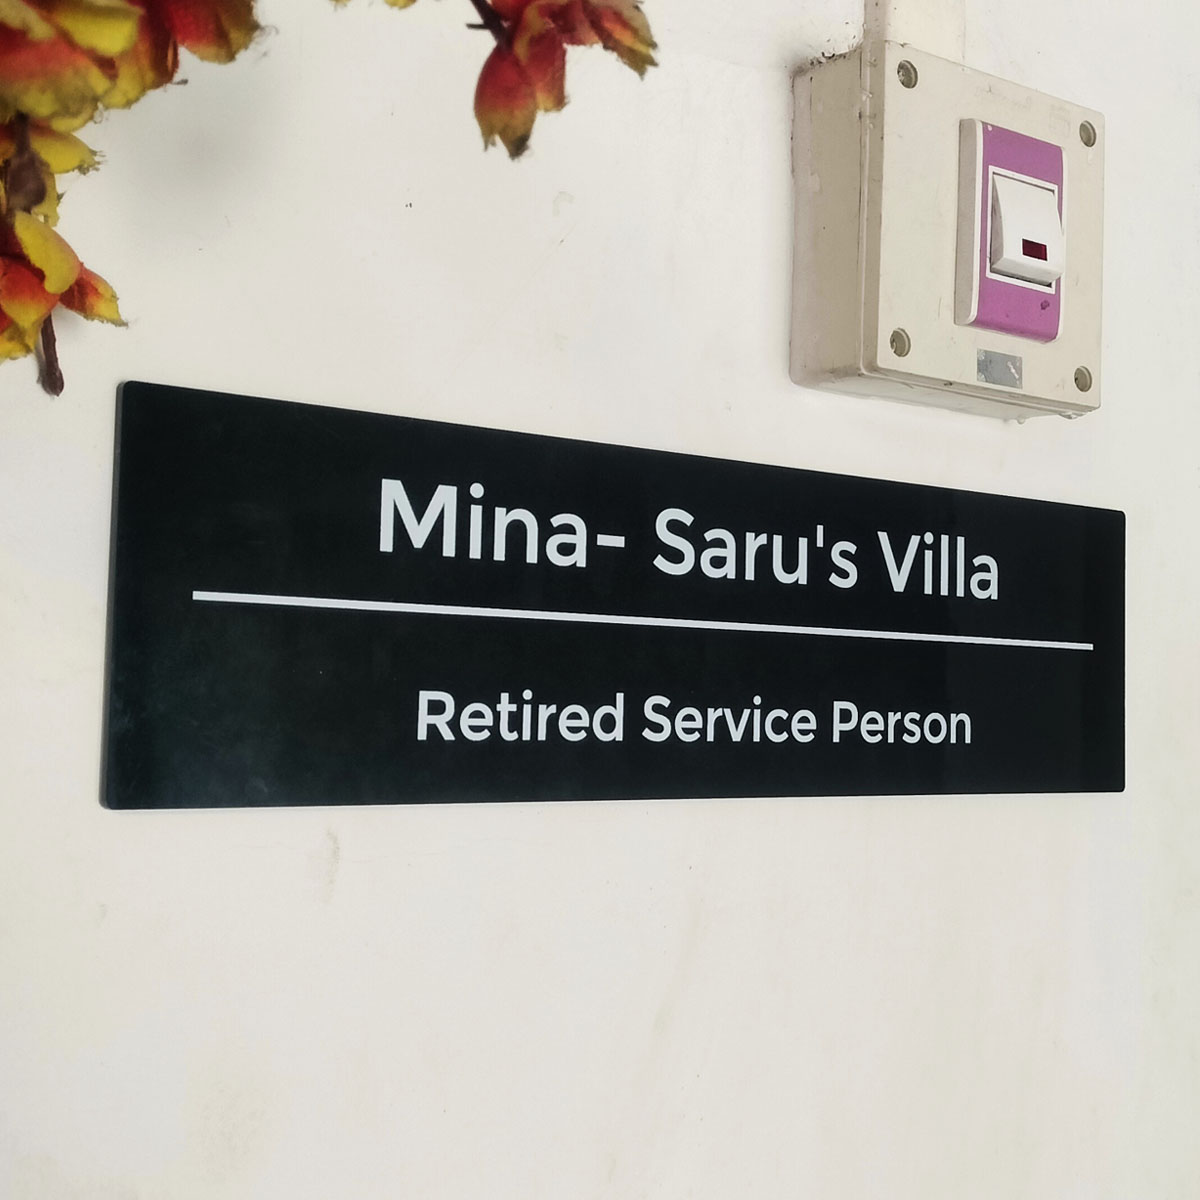 Mina- Saru's Villa
Retired Service Person